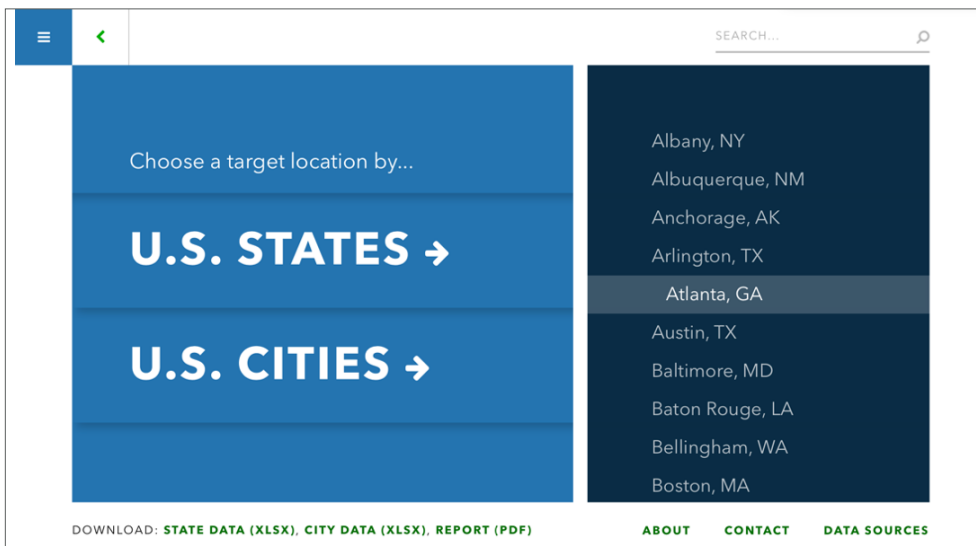 SEARCH...
Choose a target location by...
U.S. STATES →
U.S. CITIES →
Albany, NY
Albuquerque, NM
Anchorage, AK
Arlington, TX
Atlanta, GA
Austin, TX
Baltimore, MD
Baton Rouge, LA
Bellingham, WA
Boston, MA
DOWNLOAD: STATE DATA (XLSX), CITY DATA (XLSX), REPORT (PDF)
ABOUT CONTACT DATA SOURCES